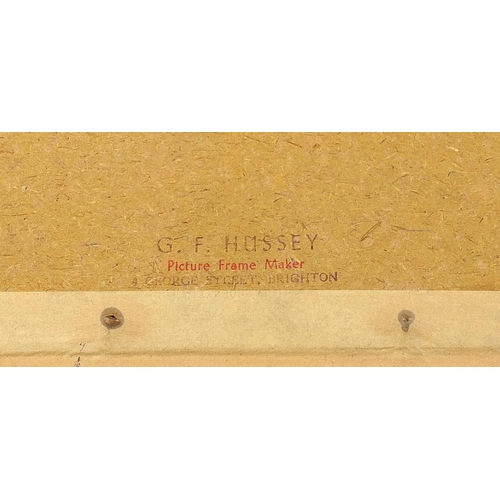 G. F. HUSSEY
Picture Frame Maker
GEORGE STREET, BRIGHTON